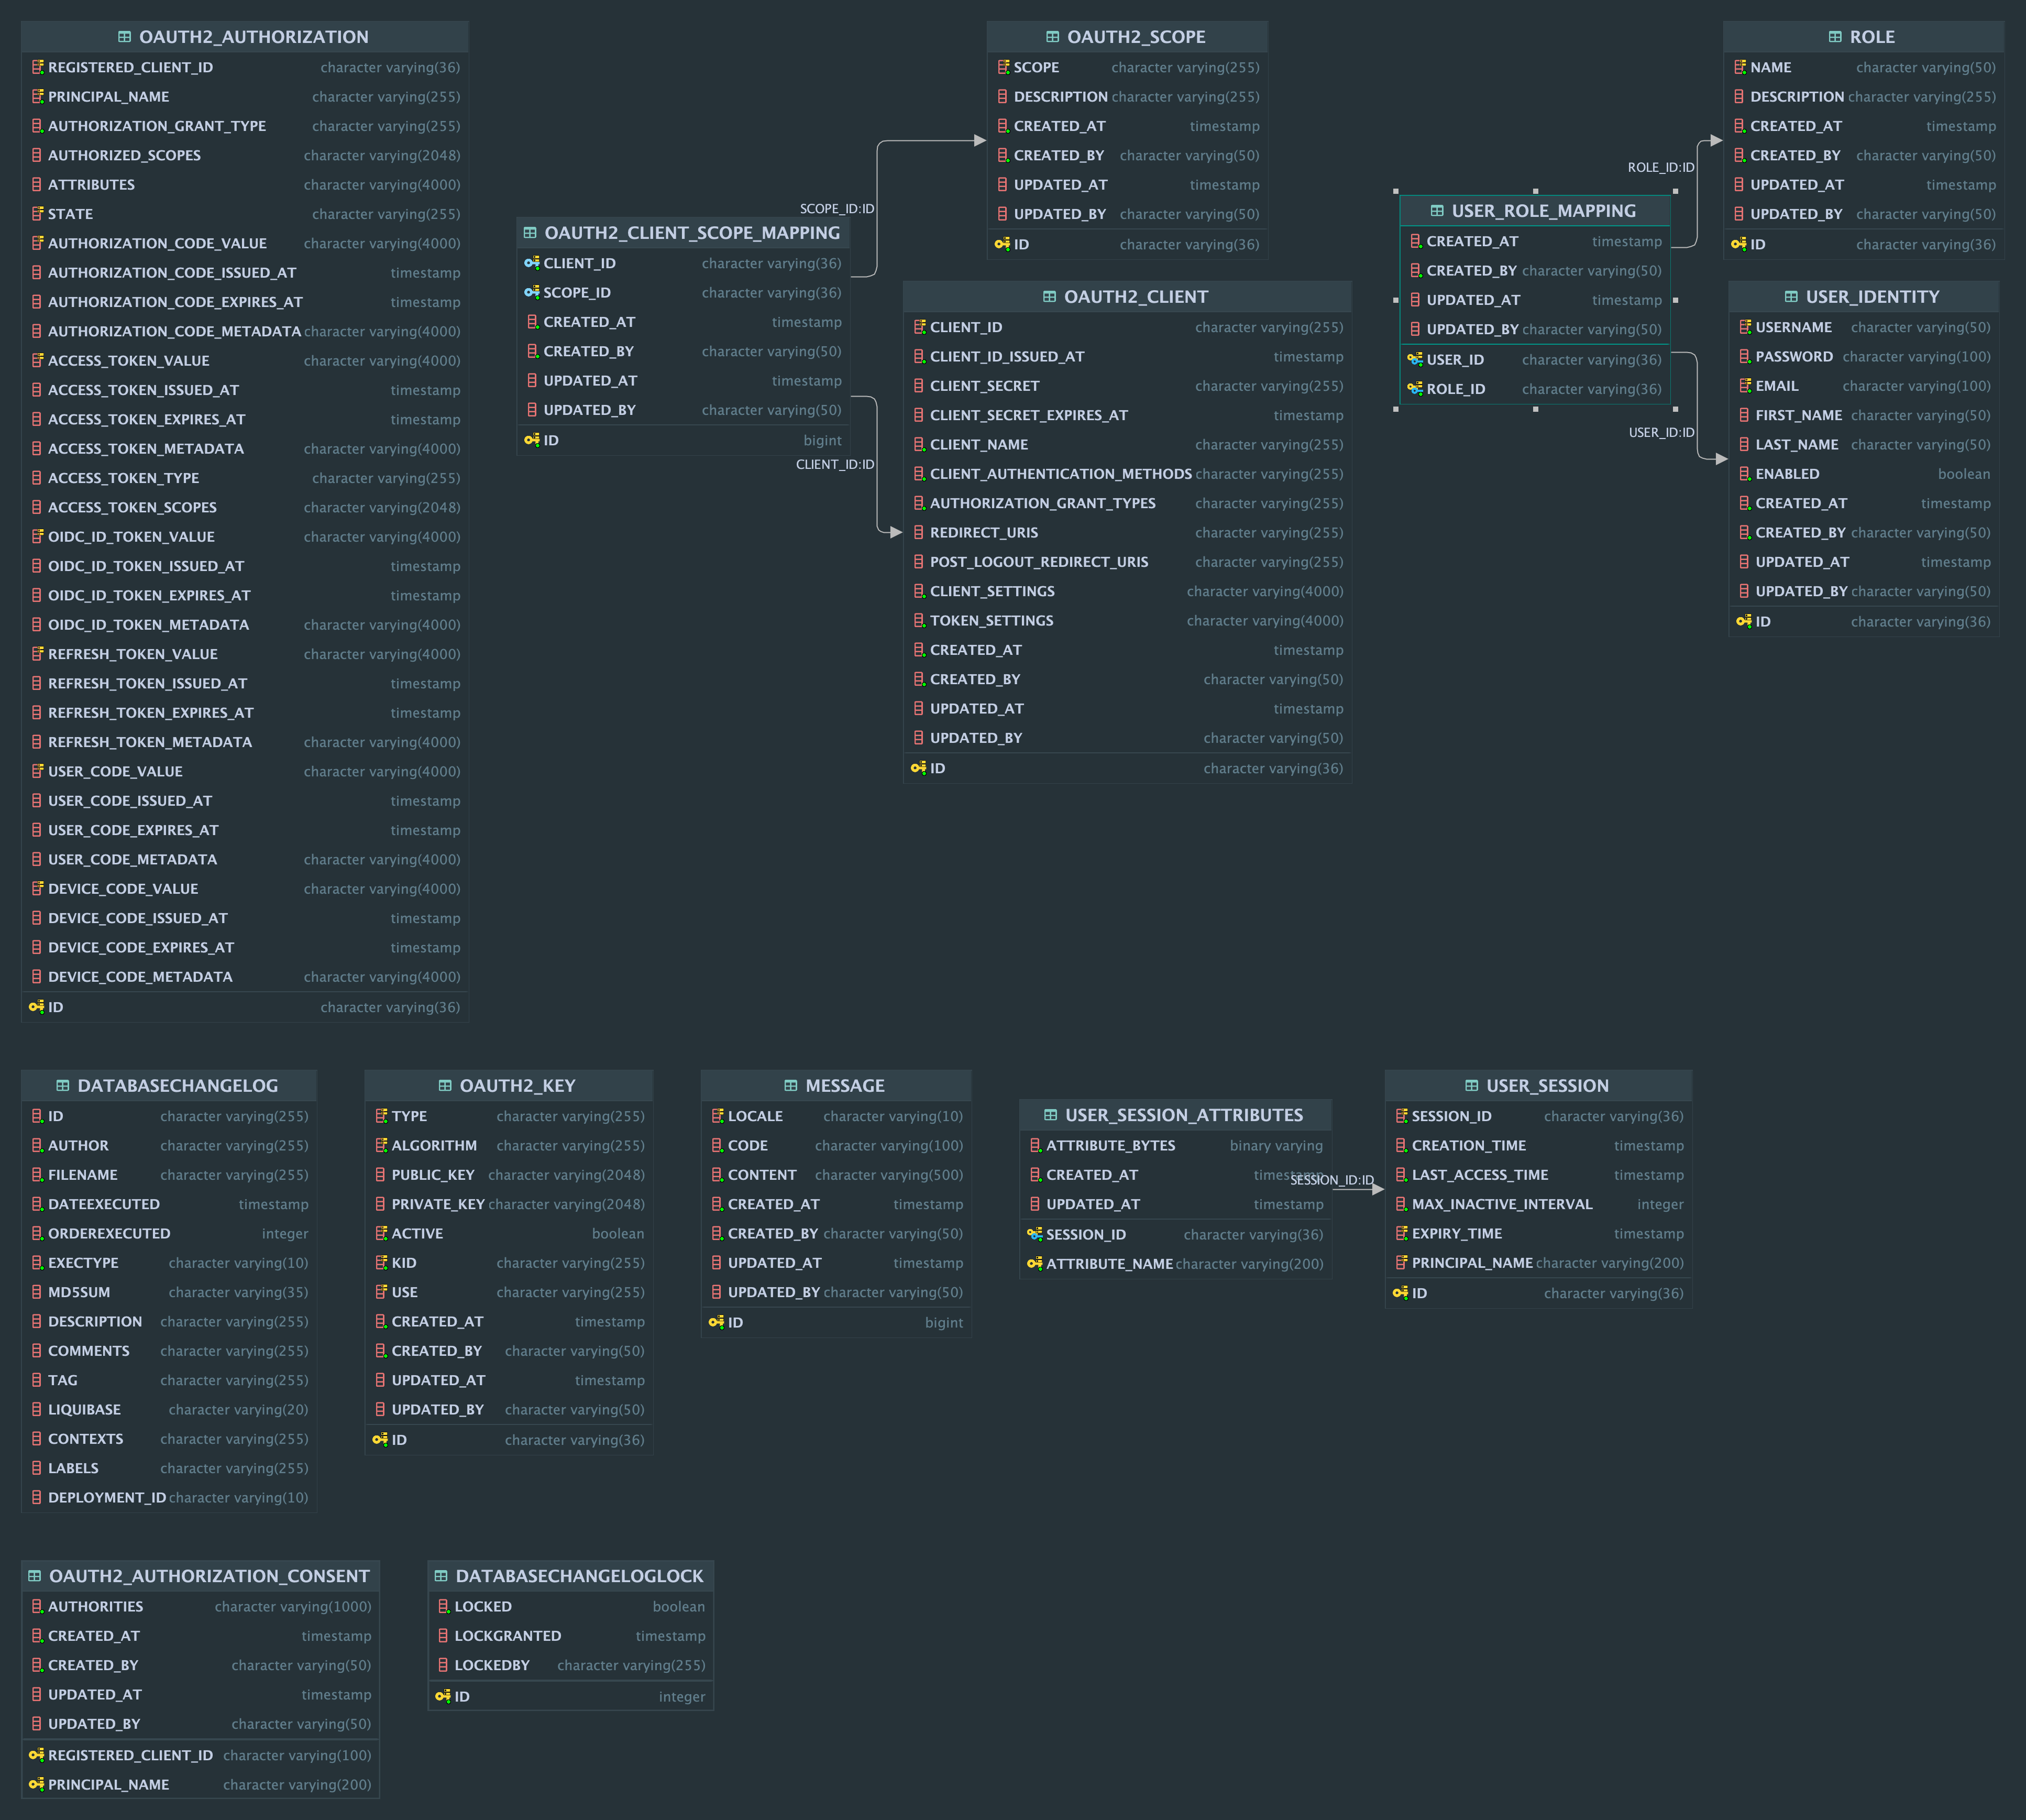 OAUTH2_AUTHORIZATION
REGISTERED_CLIENT_ID character varying(36)
PRINCIPAL_NAME character varying(255)
AUTHORIZATION_GRANT_TYPE character varying(255)
AUTHORIZED_SCOPES character varying(2048)
ATTRIBUTES character varying(4000)
STATE character varying(255)
AUTHORIZATION_CODE_VALUE character varying(4000)
AUTHORIZATION_CODE_ISSUED_AT timestamp
AUTHORIZATION_CODE_EXPIRES_AT timestamp
AUTHORIZATION_CODE_METADATA character varying(4000)
ACCESS_TOKEN_VALUE character varying(4000)
ACCESS_TOKEN_ISSUED_AT timestamp
ACCESS_TOKEN_EXPIRES_AT timestamp
ACCESS_TOKEN_METADATA character varying(4000)
ACCESS_TOKEN_TYPE character varying(255)
ACCESS_TOKEN_SCOPES character varying(2048)
OIDC_ID_TOKEN_VALUE character varying(4000)
OIDC_ID_TOKEN_ISSUED_AT timestamp
OIDC_ID_TOKEN_EXPIRES_AT timestamp
OIDC_ID_TOKEN_METADATA character varying(4000)
REFRESH_TOKEN_VALUE character varying(4000)
REFRESH_TOKEN_ISSUED_AT timestamp
REFRESH_TOKEN_EXPIRES_AT timestamp
REFRESH_TOKEN_METADATA character varying(4000)
USER_CODE_VALUE character varying(4000)
USER_CODE_ISSUED_AT timestamp
USER_CODE_EXPIRES_AT timestamp
USER_CODE_METADATA character varying(4000)
DEVICE_CODE_VALUE character varying(4000)
DEVICE_CODE_ISSUED_AT timestamp
DEVICE_CODE_EXPIRES_AT timestamp
DEVICE_CODE_METADATA character varying(4000)
ID character varying(36)
OAUTH2_CLIENT_SCOPE_MAPPING
CLIENT_ID character varying(36)
SCOPE_ID character varying(36)
CREATED_AT timestamp
CREATED_BY character varying(50)
UPDATED_AT timestamp
UPDATED_BY character varying(50)
ID bigint
SCOPE_ID:ID
CLIENT_ID:ID
OAUTH2_SCOPE
SCOPE character varying(255)
DESCRIPTION character varying(255)
CREATED_AT timestamp
CREATED_BY character varying(50)
UPDATED_AT timestamp
UPDATED_BY character varying(50)
ID character varying(36)
OAUTH2_CLIENT
CLIENT_ID character varying(255)
CLIENT_ID_ISSUED_AT timestamp
CLIENT_SECRET character varying(255)
CLIENT_SECRET_EXPIRES_AT timestamp
CLIENT_NAME character varying(255)
CLIENT_AUTHENTICATION_METHODS character varying(255)
AUTHORIZATION_GRANT_TYPES character varying(255)
REDIRECT_URIS character varying(255)
POST_LOGOUT_REDIRECT_URIS character varying(255)
CLIENT_SETTINGS character varying(4000)
TOKEN_SETTINGS character varying(4000)
CREATED_AT timestamp
CREATED_BY character varying(50)
UPDATED_AT timestamp
UPDATED_BY character varying(50)
ID character varying(36)
USER_ROLE_MAPPING
CREATED_AT timestamp
CREATED_BY character varying(50)
UPDATED_AT timestamp
UPDATED_BY character varying(50)
USER_ID character varying(36)
ROLE_ID character varying(36)
ROLE_ID:ID
USER_ID:ID
ROLE
NAME character varying(50)
DESCRIPTION character varying(255)
CREATED_AT timestamp
CREATED_BY character varying(50)
UPDATED_AT timestamp
UPDATED_BY character varying(50)
ID character varying(36)
USER_IDENTITY
USERNAME character varying(50)
PASSWORD character varying(100)
EMAIL character varying(100)
FIRST_NAME character varying(50)
LAST_NAME character varying(50)
ENABLED boolean
CREATED_AT timestamp
CREATED_BY character varying(50)
UPDATED_AT timestamp
UPDATED_BY character varying(50)
ID character varying(36)
DATABASECHANGELOG
ID character varying(255)
AUTHOR character varying(255)
FILENAME character varying(255)
DATEEXECUTED timestamp
ORDEREXECUTED integer
EXECTYPE character varying(10)
MD5SUM character varying(35)
DESCRIPTION character varying(255)
COMMENTS character varying(255)
TAG character varying(255)
LIQUIBASE character varying(20)
CONTEXTS character varying(255)
LABELS character varying(255)
DEPLOYMENT_ID character varying(10)
OAUTH2_KEY
TYPE character varying(255)
ALGORITHM character varying(255)
PUBLIC_KEY character varying(2048)
PRIVATE_KEY character varying(2048)
ACTIVE boolean
KID character varying(255)
USE character varying(255)
CREATED_AT timestamp
CREATED_BY character varying(50)
UPDATED_AT timestamp
UPDATED_BY character varying(50)
ID character varying(36)
MESSAGE
LOCALE character varying(10)
CODE character varying(100)
CONTENT character varying(500)
CREATED_AT timestamp
CREATED_BY character varying(50)
UPDATED_AT timestamp
UPDATED_BY character varying(50)
ID bigint
USER_SESSION_ATTRIBUTES
ATTRIBUTE_BYTES binary varying
CREATED_AT timestamp
UPDATED_AT timestamp
SESSION_ID character varying(36)
ATTRIBUTE_NAME character varying(200)
SESSION_ID:ID
USER_SESSION
SESSION_ID character varying(36)
CREATION_TIME timestamp
LAST_ACCESS_TIME timestamp
MAX_INACTIVE_INTERVAL integer
EXPIRY_TIME timestamp
PRINCIPAL_NAME character varying(200)
ID character varying(36)
OAUTH2_AUTHORIZATION_CONSENT
AUTHORITIES character varying(1000)
CREATED_AT timestamp
CREATED_BY character varying(50)
UPDATED_AT timestamp
UPDATED_BY character varying(50)
REGISTERED_CLIENT_ID character varying(100)
PRINCIPAL_NAME character varying(200)
DATABASECHANGELOGLOCK
LOCKED boolean
LOCKGRANTED timestamp
LOCKEDBY character varying(255)
ID integer